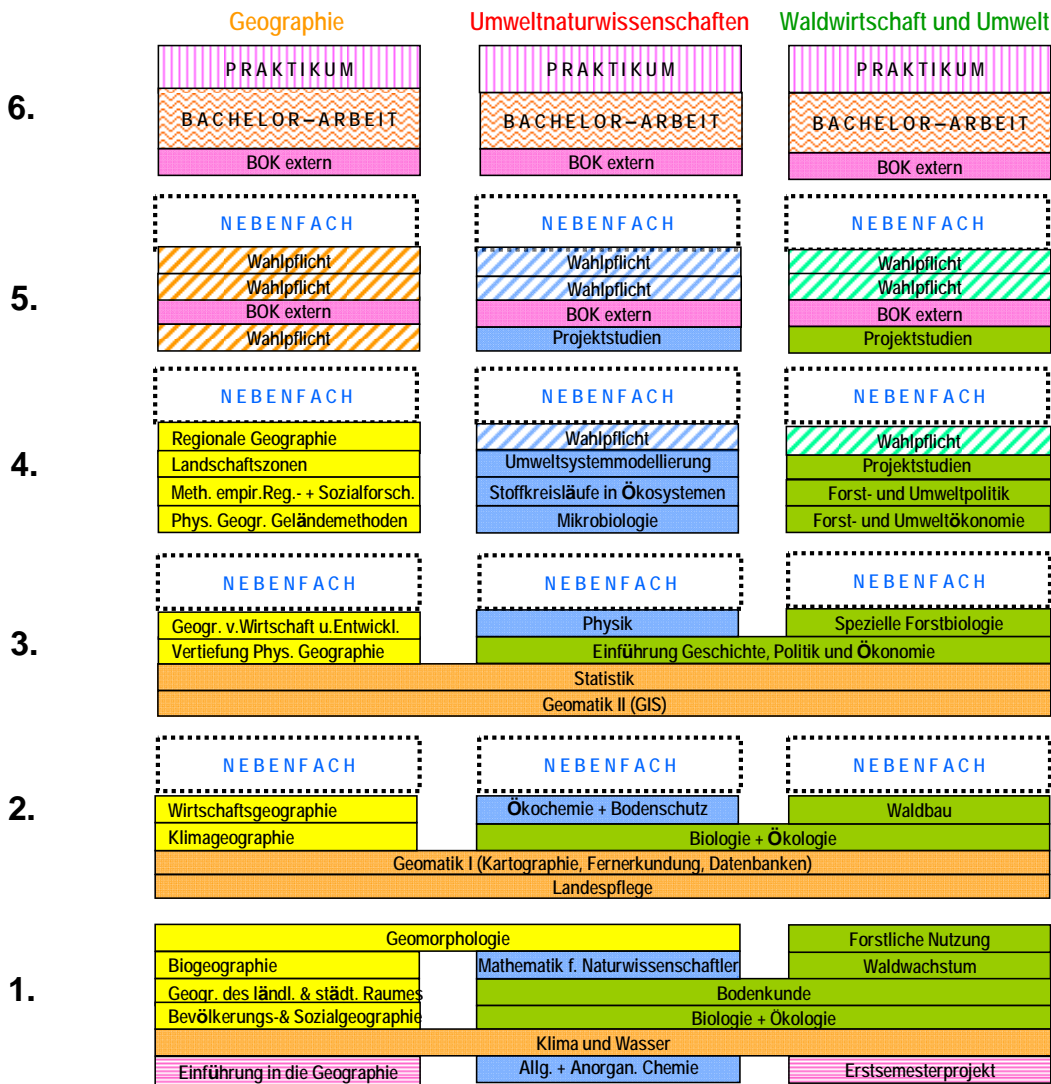 Geographie Umweltnaturwissenschaften Waldwirtschaft und Umwelt
6.
PRAKTIKUM PRAKTIKUM PRAKTIKUM
BACHELOR–ARBEIT BACHELOR–ARBEIT BACHELOR–ARBEIT
BOK extern BOK extern BOK extern
5.
NEBENFACH NEBENFACH NEBENFACH
Wahlpflicht Wahlpflicht Wahlpflicht
Wahlpflicht Wahlpflicht Wahlpflicht
BOK extern BOK extern BOK extern
Wahlpflicht Projektstudien Projektstudien
4.
NEBENFACH NEBENFACH NEBENFACH
Regionale Geographie Wahlpflicht Wahlpflicht
Landschaftszonen Umweltsystemmodellierung Projektstudien
Meth. empir.Reg.- + Sozialforsch. Stoffkreisläufe in Ökosystemen Forst- und Umweltpolitik
Phys. Geogr. Geländemethoden Mikrobiologie Forst- und Umweltökonomie
3.
NEBENFACH NEBENFACH NEBENFACH
Geogr. v.Wirtschaft u.Entwickl. Physik Spezielle Forstbiologie
Vertiefung Phys. Geographie Einführung Geschichte, Politik und Ökonomie
Statistik
Geomatik II (GIS)
2.
NEBENFACH NEBENFACH NEBENFACH
Wirtschaftsgeographie Ökochemie + Bodenschutz Waldbau
Klimageographie Biologie + Ökologie
Geomatik I (Kartographie, Fernerkundung, Datenbanken)
Landespflege
1.
Geomorphologie Forstliche Nutzung
Biogeographie Mathematik f. Naturwissenschaftler Waldwachstum
Geogr. des ländl. & städt. Raumes Bodenkunde
Bevölkerungs-& Sozialgeographie Biologie + Ökologie
Klima und Wasser
Einführung in die Geographie Allg. + Anorgan. Chemie Erstsemesterprojekt